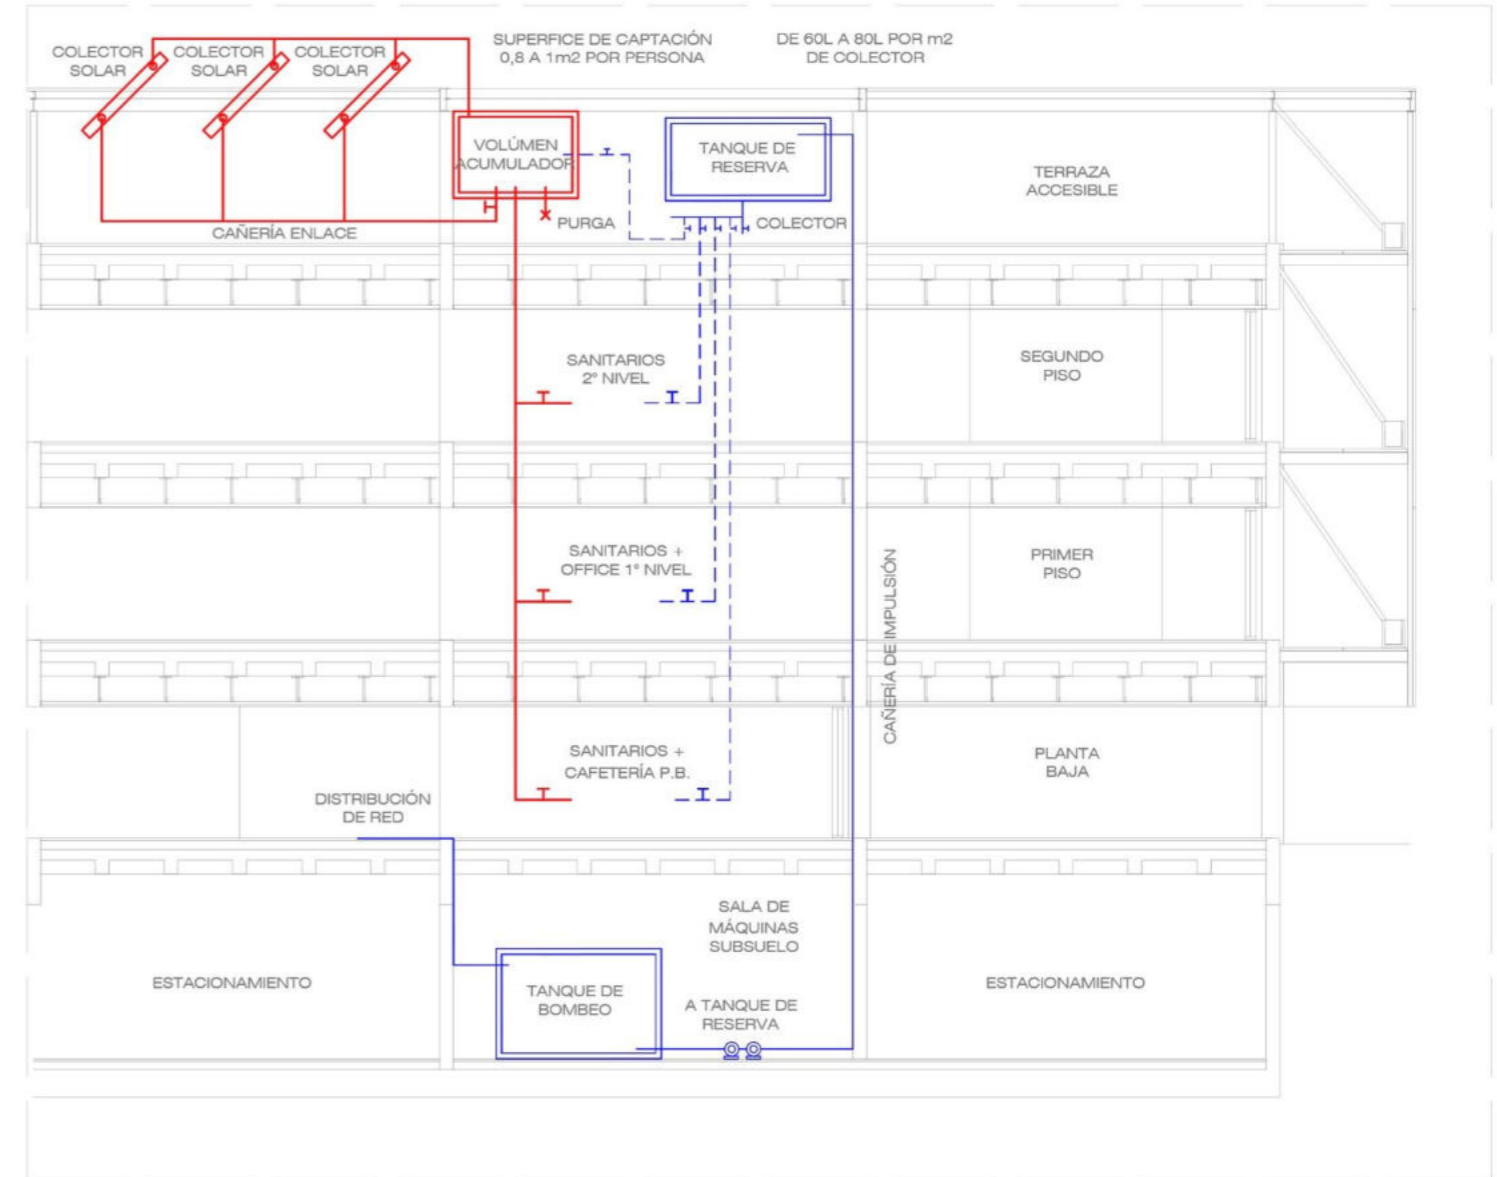 COLECTOR
SOLAR
COLECTOR
SOLAR
COLECTOR
SOLAR
SUPERFICE DE CAPTACIÓN
0,8 A 1m2 POR PERSONA
DE 60L A 80L POR m2
DE COLECTOR
VOLÚMEN
ACUMULADOR
TANQUE DE
RESERVA
TERRAZA
ACCESIBLE
CAÑERÍA ENLACE
PURGA
COLECTOR
SANITARIOS
2° NIVEL
SEGUNDO
PISO
SANITARIOS +
OFFICE 1° NIVEL
PRIMER
PISO
CAÑERÍA DE IMPULSIÓN
SANITARIOS +
CAFETERÍA P.B.
PLANTA
BAJA
DISTRIBUCIÓN
DE RED
SALA DE
MÁQUINAS
SUBSUELO
ESTACIONAMIENTO
TANQUE DE
BOMBEO
A TANQUE DE
RESERVA
ESTACIONAMIENTO